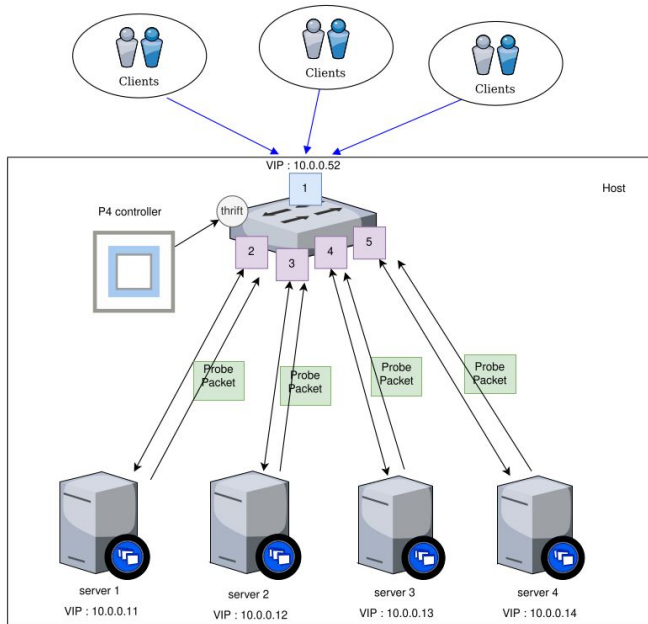 Clients
Clients
Clients
VIP : 10.0.0.52
1
Host
P4 controller
thrift
2
3
4
5
Probe
Packet
Probe
Packet
Probe
Packet
Probe
Packet
server 1
VIP : 10.0.0.11
server 2
VIP : 10.0.0.12
server 3
VIP : 10.0.0.13
server 4
VIP : 10.0.0.14